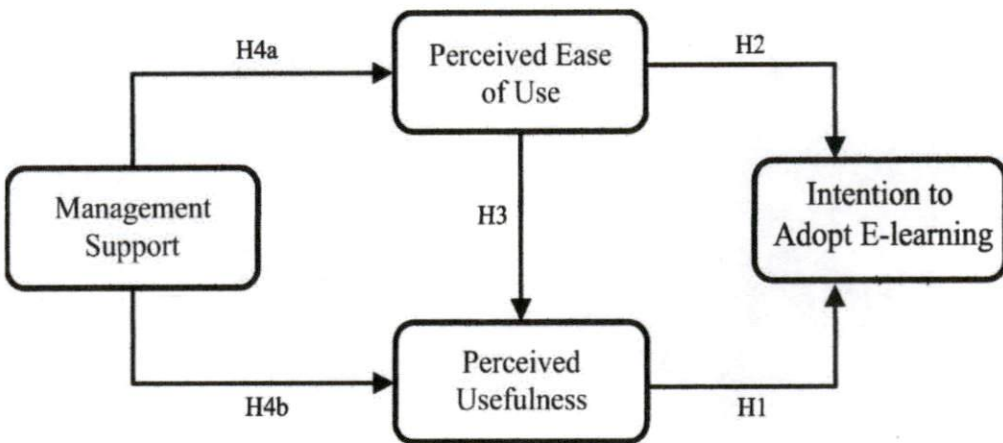 H4a
Perceived Ease
of Use
H2
Management
Support
H3
Intention to
Adopt E-learning
H4b
Perceived
Usefulness
H1